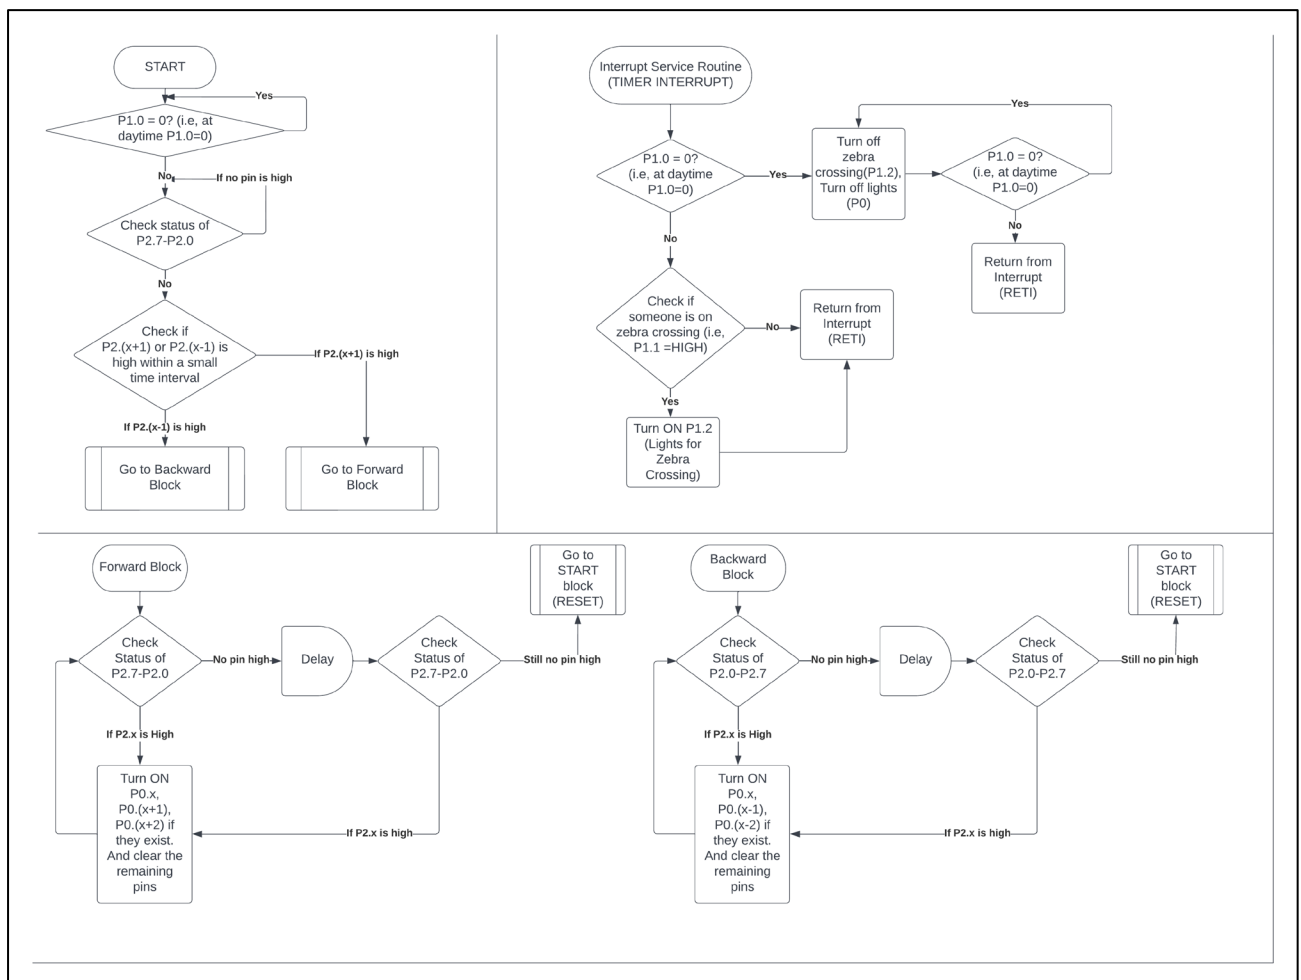 START
Yes
P1.0 = 0? (i.e, at
daytime P1.0=0)
No
If no pin is high
Check status of
P2.7-P2.0
No
Check if
P2.(x+1) or P2.(x-1) is
high within a small
time interval
If P2.(x+1) is high
If P2.(x-1) is high
Go to Backward
Block
Go to Forward
Block
Interrupt Service Routine
(TIMER INTERRUPT)
P1.0 = 0?
(i.e, at daytime
P1.0=0)
Yes
Turn off
zebra
crossing(P1.2),
Turn off lights
(P0)
Yes
P1.0 = 0?
(i.e, at daytime
P1.0=0)
No
Return from
Interrupt
(RETI)
No
Check if
someone is on
zebra crossing (i.e,
P1.1 =HIGH)
No
Return from
Interrupt
(RETI)
Yes
Turn ON P1.2
(Lights for
Zebra
Crossing)
Forward Block
Check
Status of
P2.7-P2.0
No pin high
Delay
Check
Status of
P2.7-P2.0
Still no pin high
Go to
START
block
(RESET)
If P2.x is High
Turn ON
P0.x,
P0.(x+1),
P0.(x+2) if
they exist.
And clear the
remaining
pins
If P2.x is high
Backward
Block
Check
Status of
P2.0-P2.7
No pin high
Delay
Check
Status of
P2.0-P2.7
Still no pin high
Go to
START
block
(RESET)
If P2.x is High
Turn ON
P0.x,
P0.(x-1),
P0.(x-2) if
they exist.
And clear the
remaining
pins
If P2.x is high